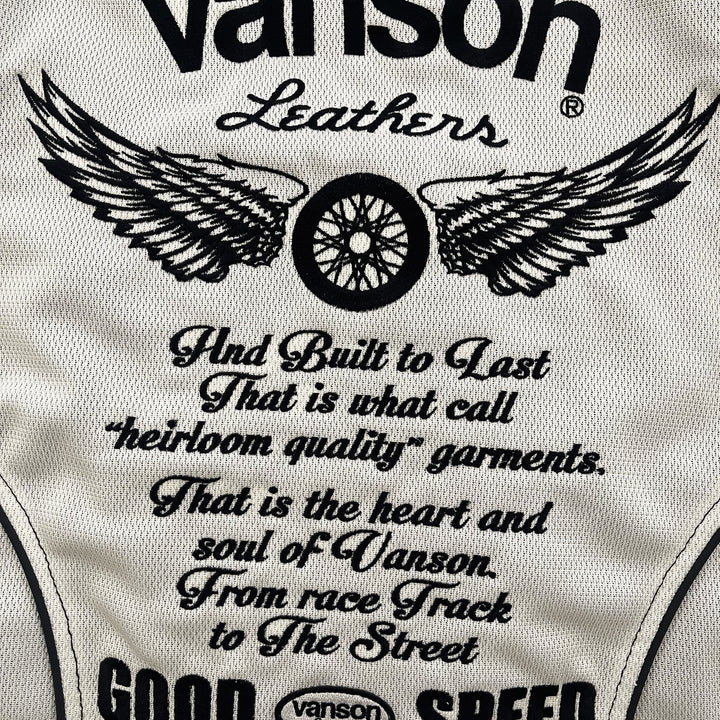 Vanson
®
Leathers
And Built to Last
That is what call
“heirloom quality” garments.
That is the heart and
soul of Vanson.
From race Track
to The Street
GOOD vanson SPEED